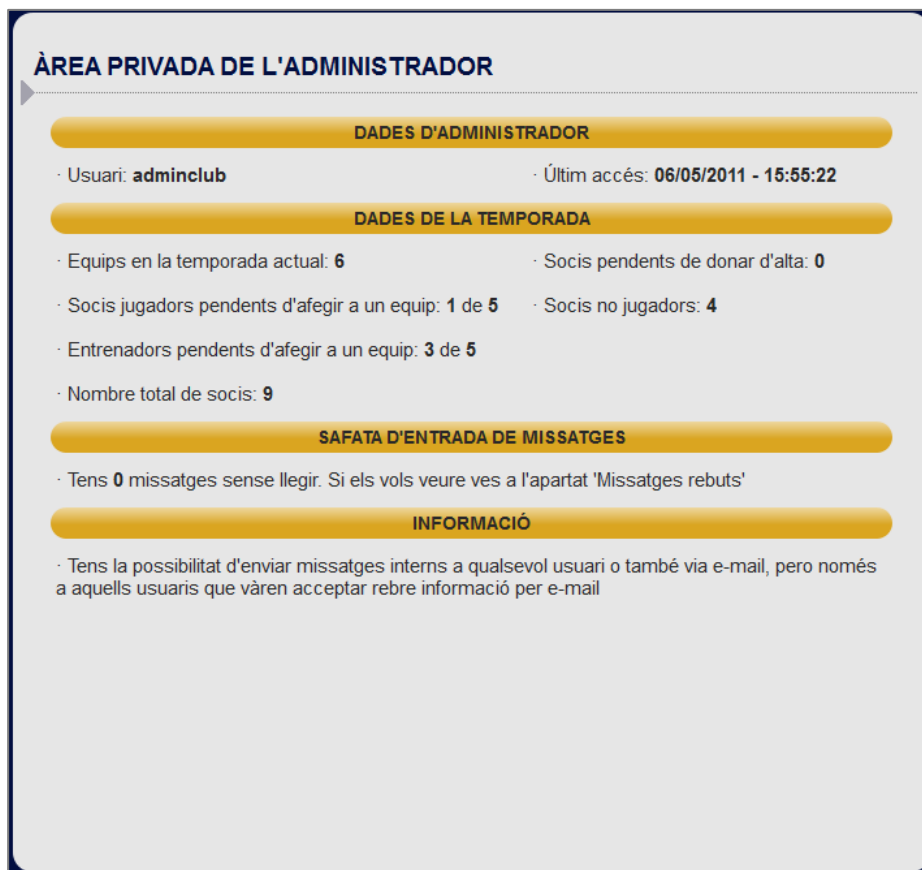 ÀREA PRIVADA DE L'ADMINISTRADOR
DADES D'ADMINISTRADOR
· Usuari: adminclub
· Últim accés: 06/05/2011 - 15:55:22
DADES DE LA TEMPORADA
· Equips en la temporada actual: 6
· Socis pendents de donar d'alta: 0
· Socis jugadors pendents d'afegir a un equip: 1 de 5
· Socis no jugadors: 4
· Entrenadors pendents d'afegir a un equip: 3 de 5
· Nombre total de socis: 9
SAFATA D'ENTRADA DE MISSATGES
· Tens 0 missatges sense llegir. Si els vols veure ves a l'apartat 'Missatges rebuts'
INFORMACIÓ
· Tens la possibilitat d'enviar missatges interns a qualsevol usuari o també via e-mail, pero només
a aquells usuaris que vàren acceptar rebre informació per e-mail